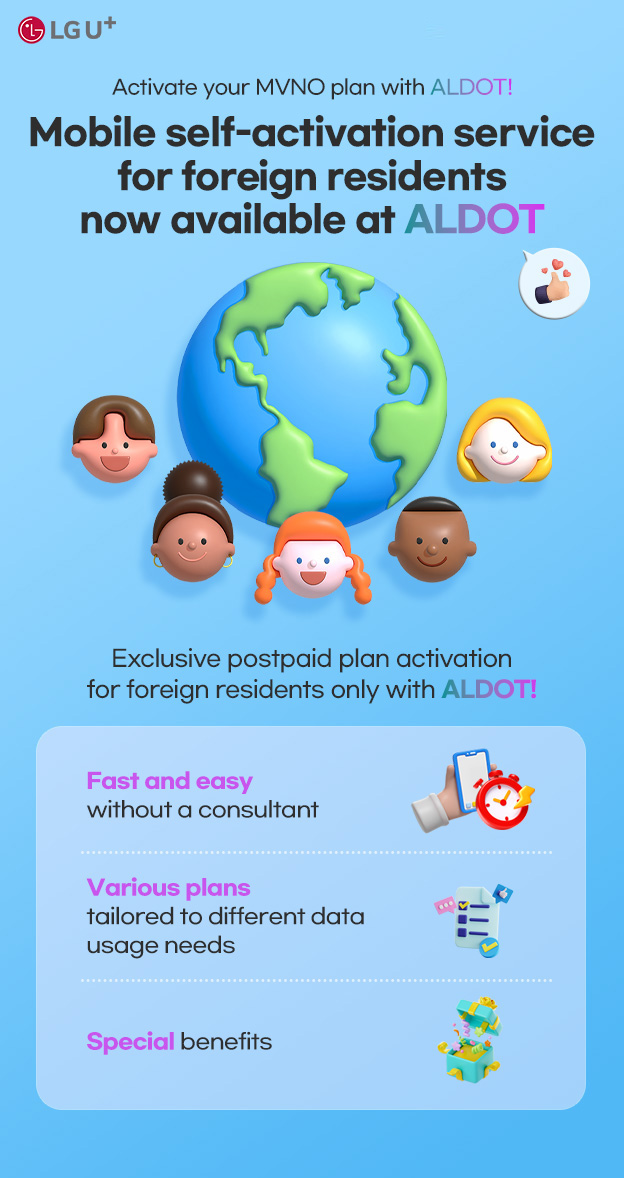 LG U+
Activate your MVNO plan with ALDOT!
Mobile self-activation service
for foreign residents
now available at ALDOT
Exclusive postpaid plan activation
for foreign residents only with ALDOT!
Fast and easy
without a consultant
Various plans
tailored to different data
usage needs
Special benefits